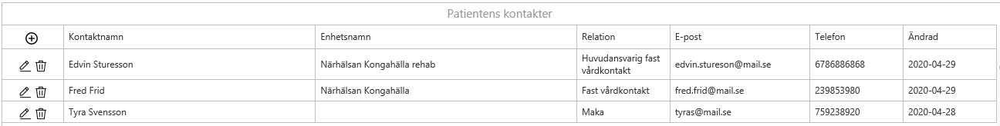 Patientens kontakter
Kontaktnamn Enhetsnamn Relation E-post Telefon Ändrad
Edvin Sturesson Närhälsan Kongahälla rehab Huvudansvarig fast vårdkontakt edvin.stureson@mail.se 6786886868 2020-04-29
Fred Frid Närhälsan Kongahälla Fast vårdkontakt fred.frid@mail.se 239853980 2020-04-29
Tyra Svensson Maka tyras@mail.se 759238920 2020-04-28